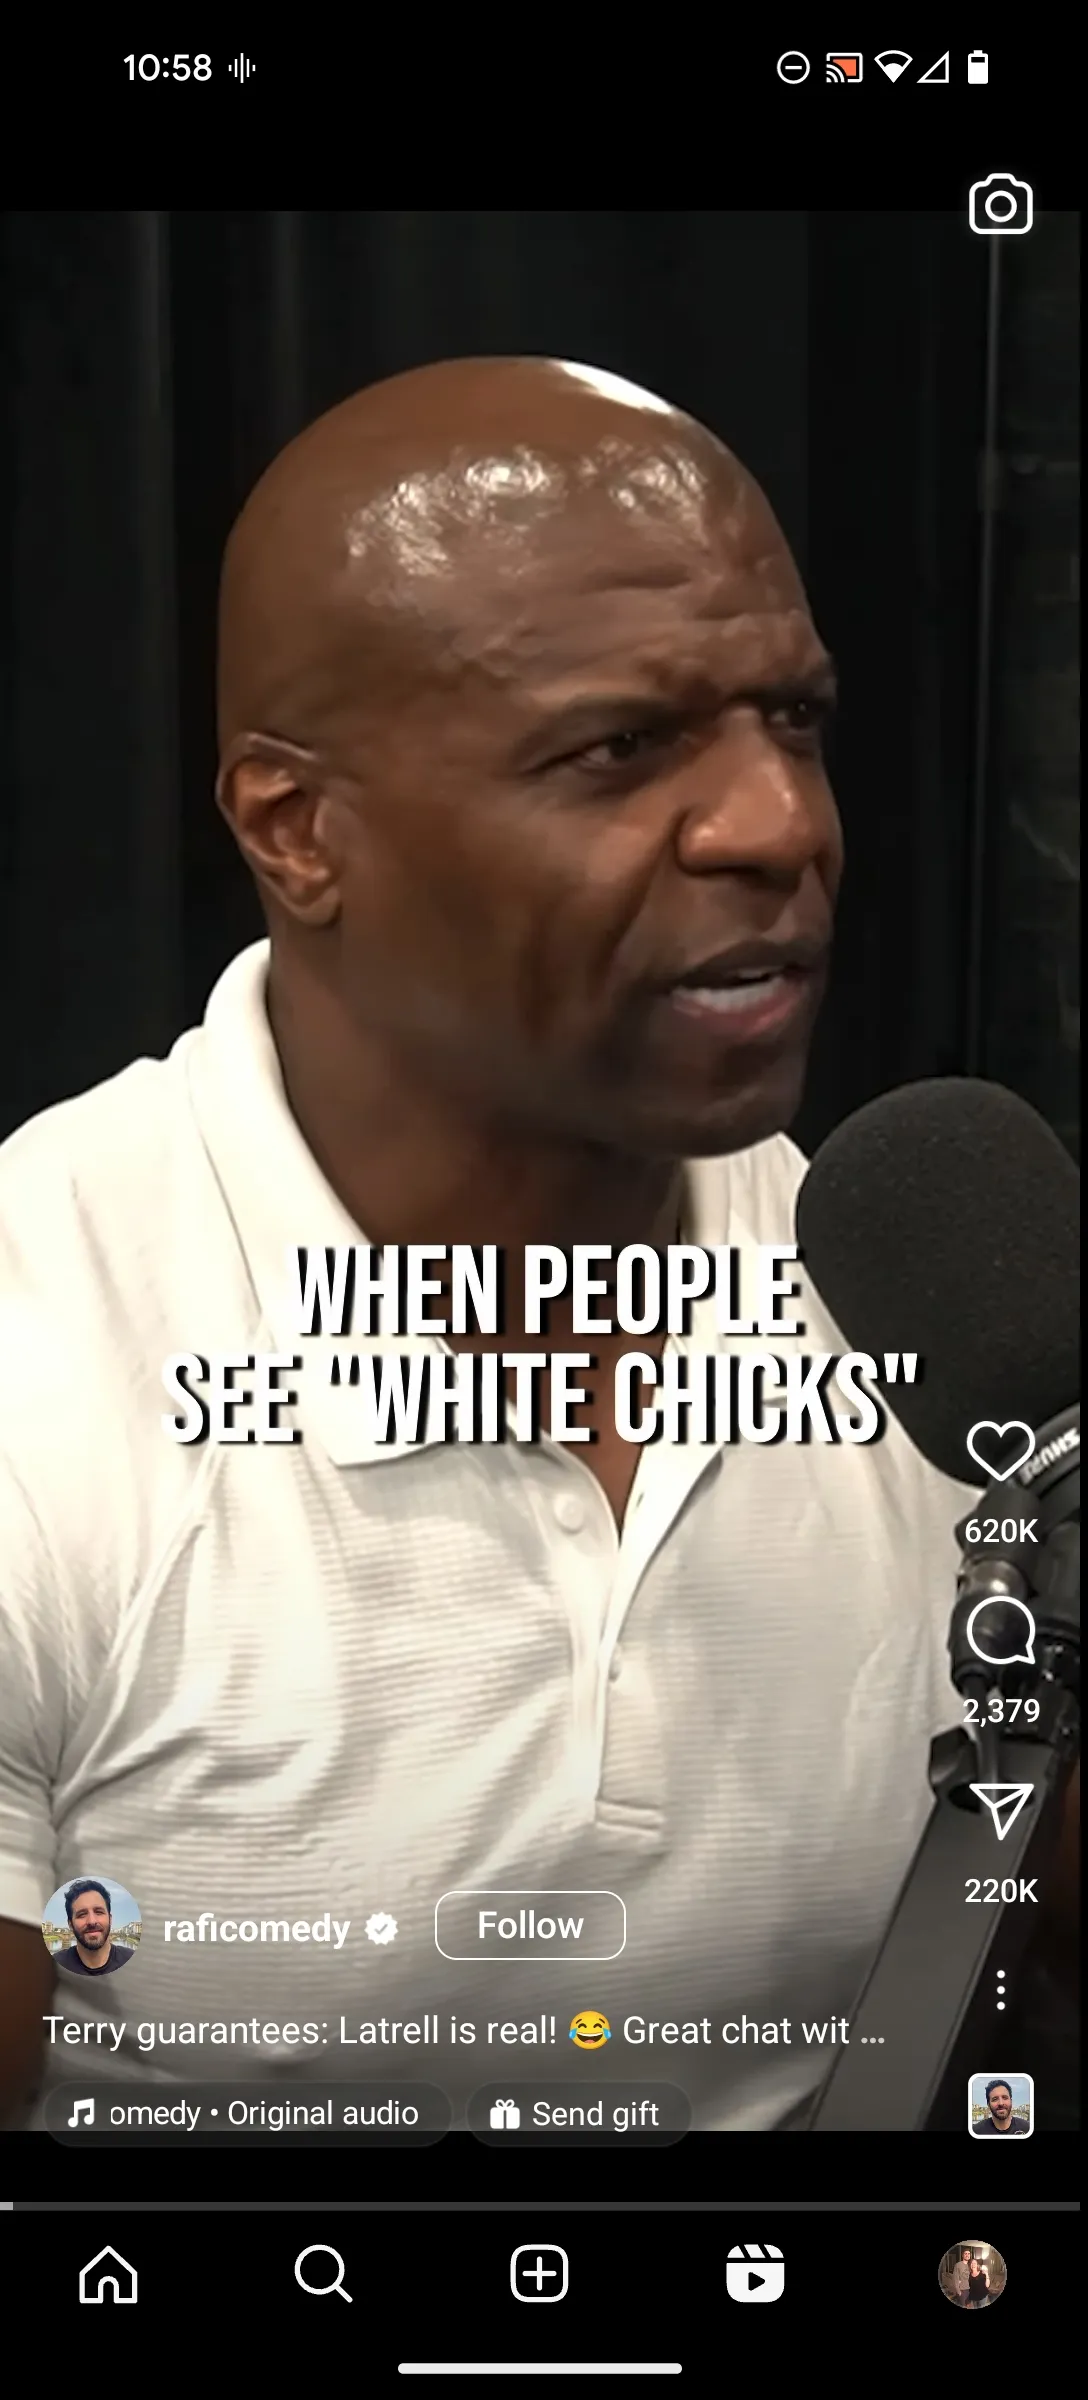 10:58
WHEN PEOPLE
SEE "WHITE CHICKS"
SHURE
620K
2,379
220K
raficomedy
Follow
Terry guarantees: Latrell is real! 😂 Great chat wit ...
omedy • Original audio
Send gift